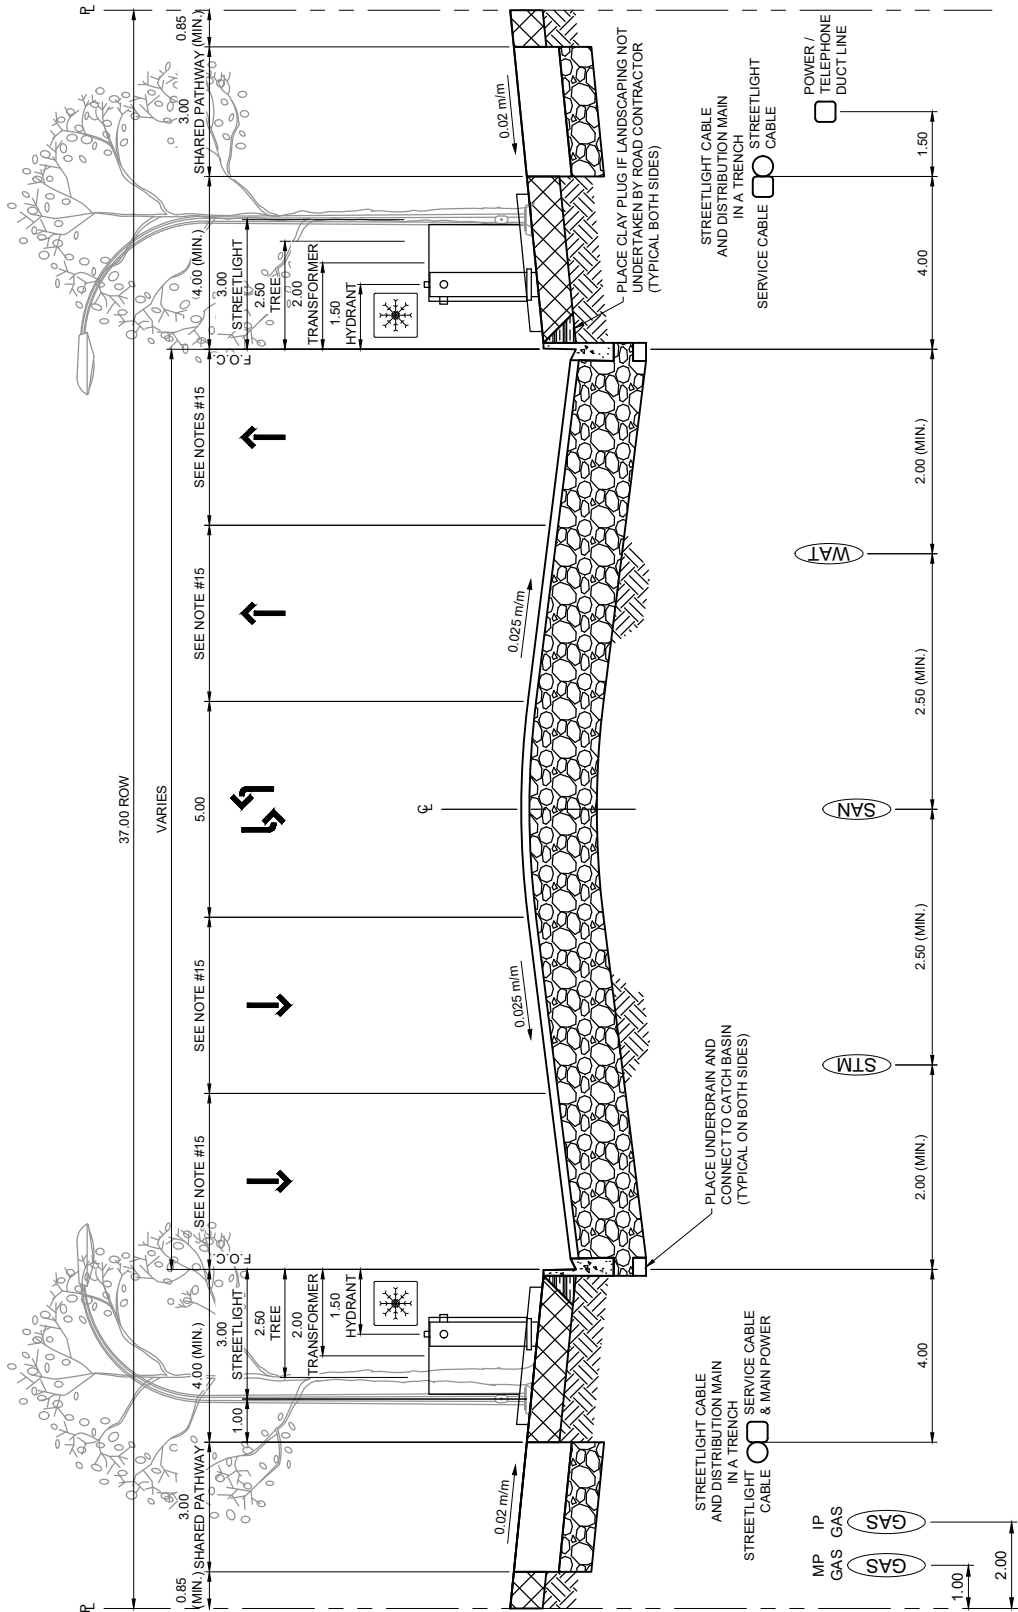 ℄
37.00 ROW
VARIES
0.85
(MIN.)
3.00
SHARED PATHWAY
4.00 (MIN.)
SEE NOTE #15
SEE NOTE #15
5.00
SEE NOTE #15
SEE NOTES #15
4.00 (MIN.)
3.00
SHARED PATHWAY
0.85
(MIN.)
P
L
P
L
1.00
3.00
STREETLIGHT
2.50
TREE
2.00
TRANSFORMER
1.50
HYDRANT
F.O.C.
F.O.C.
3.00
STREETLIGHT
2.50
TREE
2.00
TRANSFORMER
1.50
HYDRANT
0.02 m/m
0.025 m/m
0.025 m/m
0.02 m/m
PLACE CLAY PLUG IF LANDSCAPING NOT
UNDERTAKEN BY ROAD CONTRACTOR
(TYPICAL BOTH SIDES)
PLACE UNDERDRAIN AND
CONNECT TO CATCH BASIN
(TYPICAL ON BOTH SIDES)
STREETLIGHT CABLE
AND DISTRIBUTION MAIN
IN A TRENCH
STREETLIGHT
CABLE
SERVICE CABLE
& MAIN POWER
STREETLIGHT CABLE
AND DISTRIBUTION MAIN
IN A TRENCH
SERVICE CABLE
STREETLIGHT
CABLE
POWER /
TELEPHONE
DUCT LINE
MP
GAS
IP
GAS
GAS
GAS
STM
SAN
WAT
4.00
2.00 (MIN.)
2.50 (MIN.)
2.50 (MIN.)
2.00 (MIN.)
4.00
1.50
1.00
2.00